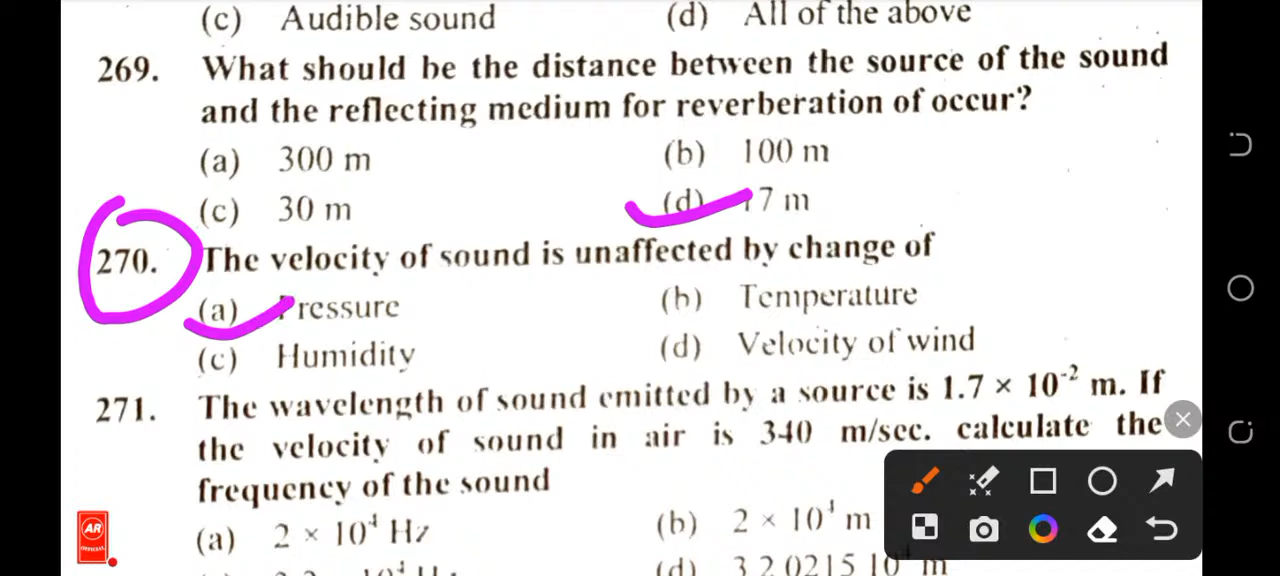 (c) Audible sound (d) All of the above
269. What should be the distance between the source of the sound
and the reflecting medium for reverberation of occur?
(a) 300 m (b) 100 m
(c) 30 m (d) 17 m
270. The velocity of sound is unaffected by change of
(a) Pressure (b) Temperature
(c) Humidity (d) Velocity of wind
271. The wavelength of sound emitted by a source is 1.7 × 10⁻² m. If
the velocity of sound in air is 340 m/sec. calculate the
frequency of the sound
(a) 2 × 10⁴ Hz (b) 2 × 10⁴ m
(d)
AR
OFFICIAL